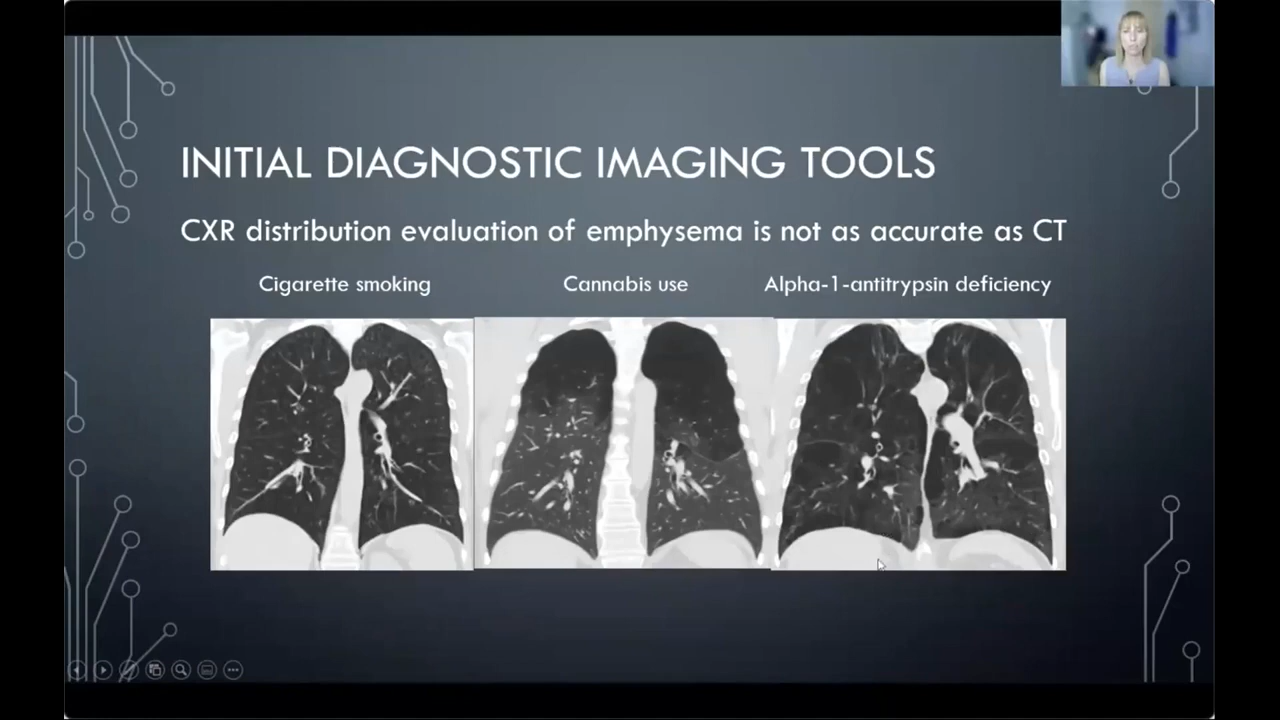 INITIAL DIAGNOSTIC IMAGING TOOLS
CXR distribution evaluation of emphysema is not as accurate as CT
Cigarette smoking
Cannabis use
Alpha-1-antitrypsin deficiency